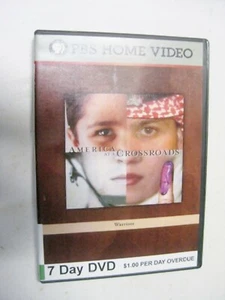 PBS HOME VIDEO
AMERICA AT A CROSSROADS
Warriors
7 Day DVD $1.00 PER DAY OVERDUE